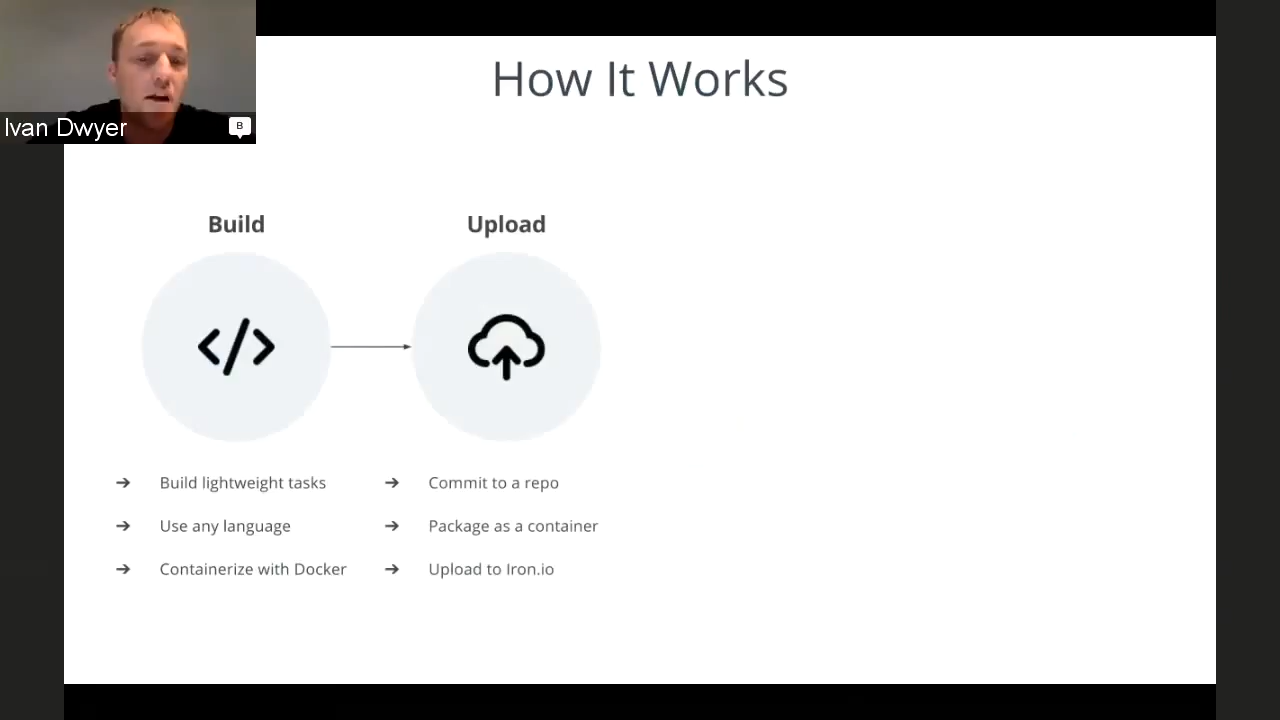 How It Works
Ivan Dwyer
B
Build
Upload
</>
➔ Build lightweight tasks
➔ Use any language
➔ Containerize with Docker
➔ Commit to a repo
➔ Package as a container
➔ Upload to Iron.io